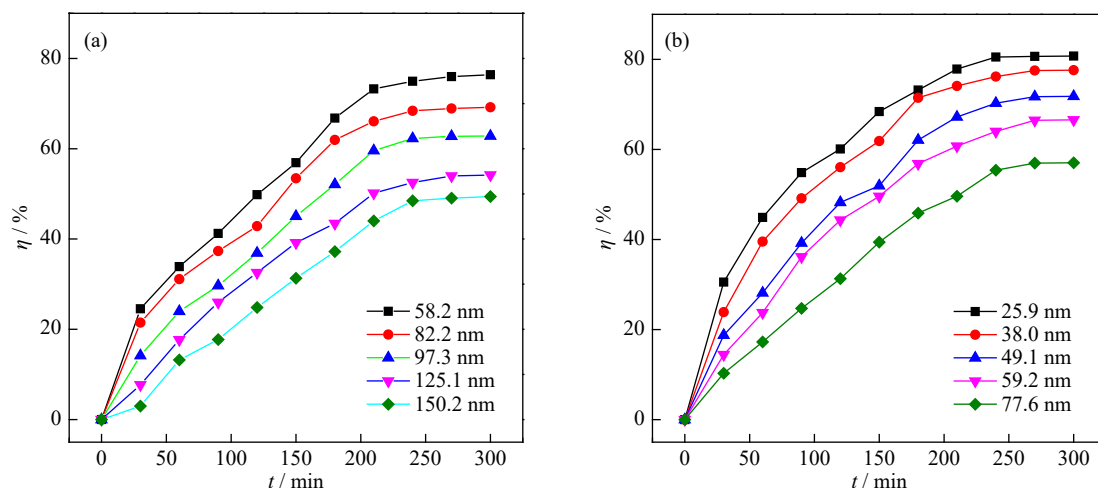 (a)
80
60
40
20
0
η / %
58.2 nm
82.2 nm
97.3 nm
125.1 nm
150.2 nm
0 50 100 150 200 250 300
t / min
(b)
80
60
40
20
0
η / %
25.9 nm
38.0 nm
49.1 nm
59.2 nm
77.6 nm
0 50 100 150 200 250 300
t / min